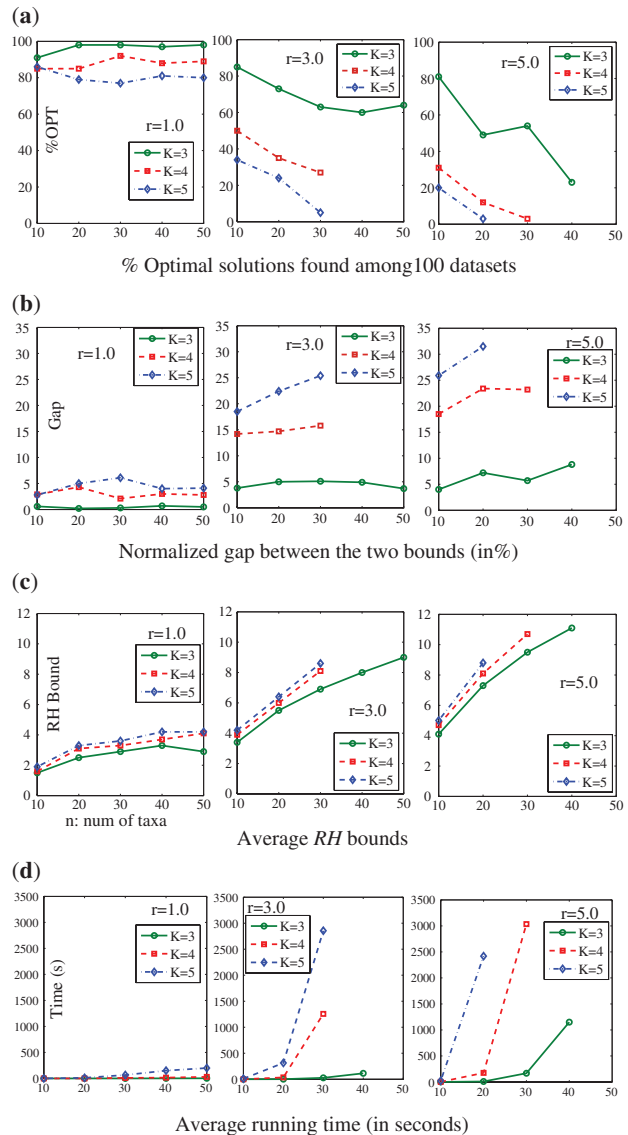 (a)
100
80
60
40
20
0
%OPT
r=1.0
K=3
K=4
K=5
10 20 30 40 50
100
80
60
40
20
0
r=3.0
K=3
K=4
K=5
10 20 30 40 50
100
80
60
40
20
0
r=5.0
K=3
K=4
K=5
10 20 30 40 50
% Optimal solutions found among100 datasets
(b)
35
30
25
20
15
10
5
0
Gap
r=1.0
K=3
K=4
K=5
10 20 30 40 50
35
30
25
20
15
10
5
0
r=3.0
K=3
K=4
K=5
10 20 30 40 50
35
30
25
20
15
10
5
0
r=5.0
K=3
K=4
K=5
10 20 30 40 50
Normalized gap between the two bounds (in%)
(c)
12
10
8
6
4
2
0
RH Bound
r=1.0
K=3
K=4
K=5
10 20 30 40 50
n: num of taxa
12
10
8
6
4
2
0
r=3.0
K=3
K=4
K=5
10 20 30 40 50
12
10
8
6
4
2
0
r=5.0
K=3
K=4
K=5
10 20 30 40 50
Average RH bounds
(d)
3500
3000
2500
2000
1500
1000
500
0
Time (s)
r=1.0
K=3
K=4
K=5
10 20 30 40 50
3500
3000
2500
2000
1500
1000
500
0
r=3.0
K=3
K=4
K=5
10 20 30 40 50
3500
3000
2500
2000
1500
1000
500
0
r=5.0
K=3
K=4
K=5
10 20 30 40 50
Average running time (in seconds)